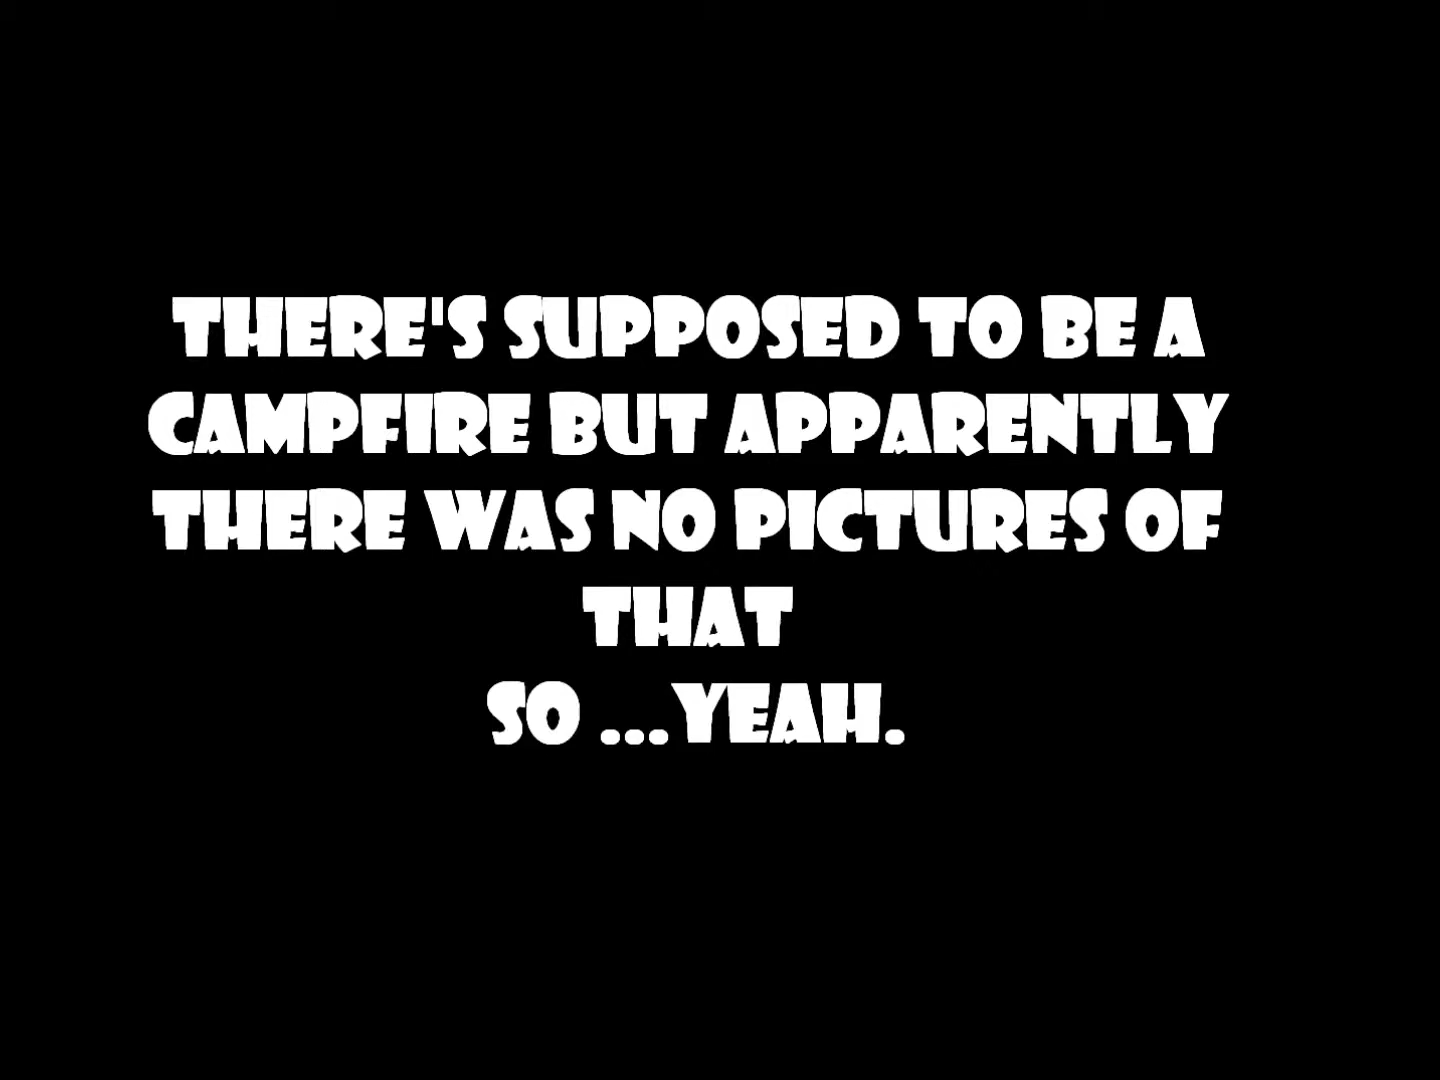 THERE'S SUPPOSED TO BE A
CAMPFIRE BUT APPARENTLY
THERE WAS NO PICTURES OF
THAT
SO ...YEAH.